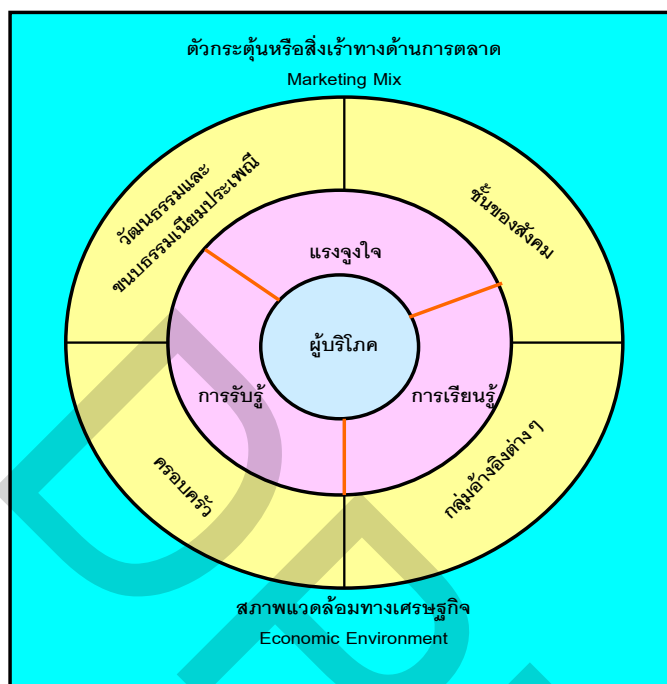 ตัวกระตุ้นหรือสิ่งเร้าทางด้านการตลาด
Marketing Mix
วัฒนธรรมและ
ขนบธรรมเนียมประเพณี
ชั้นของสังคม
แรงจูงใจ
ผู้บริโภค
การรับรู้
การเรียนรู้
ครอบครัว
กลุ่มอ้างอิงต่าง ๆ
สภาพแวดล้อมทางเศรษฐกิจ
Economic Environment